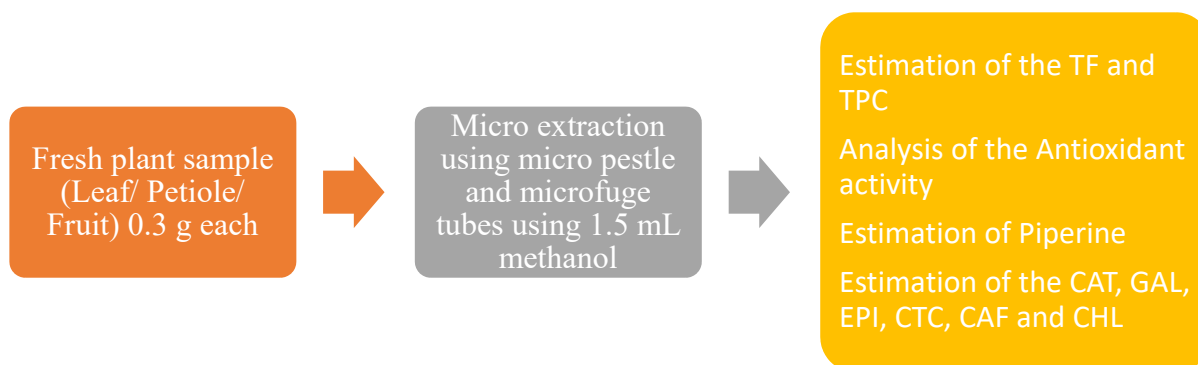 Fresh plant sample
(Leaf/ Petiole/
Fruit) 0.3 g each
Micro extraction
using micro pestle
and microfuge
tubes using 1.5 mL
methanol
Estimation of the TF and
TPC
Analysis of the Antioxidant
activity
Estimation of Piperine
Estimation of the CAT, GAL,
EPI, CTC, CAF and CHL